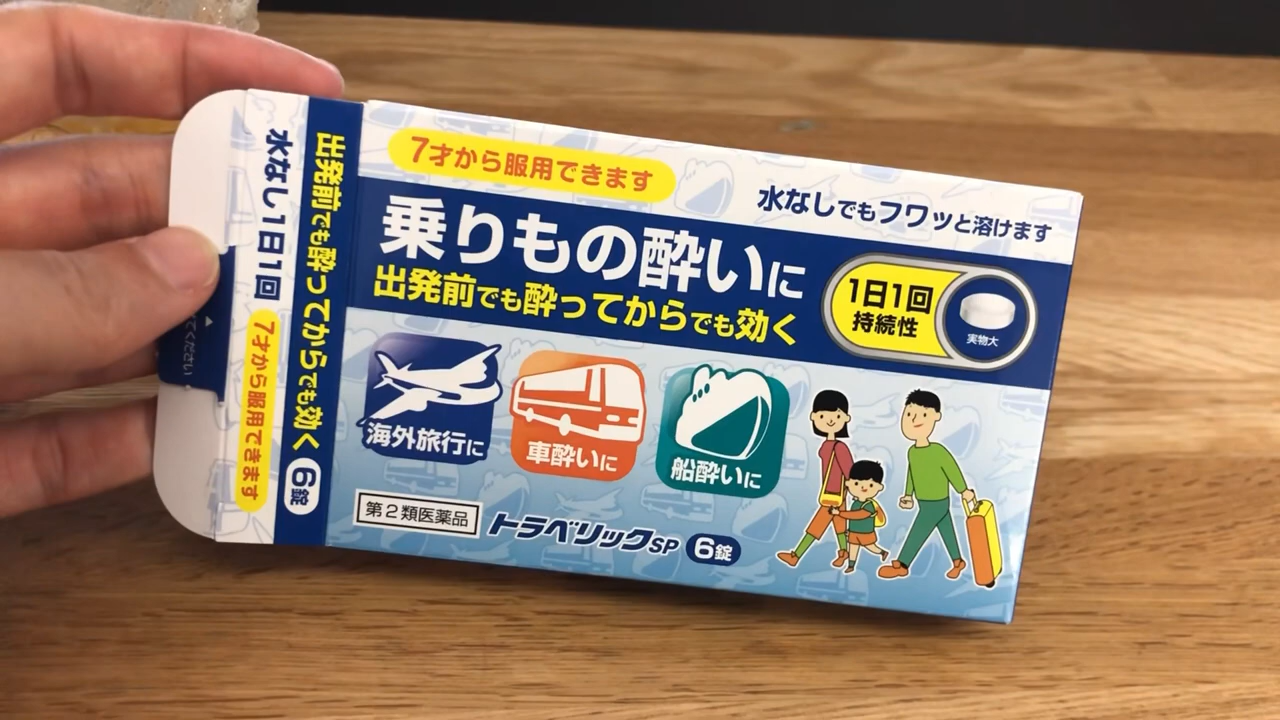 水なし1日1回
7才から服用できます
出発前でも酔ってからでも効く
6錠
てください
7才から服用できます
水なしでもフワッと溶けます
乗りもの酔いに
出発前でも酔ってからでも効く
1日1回
持続性
実物大
海外旅行に
車酔いに
船酔いに
第2類医薬品
トラベリックSP
6錠